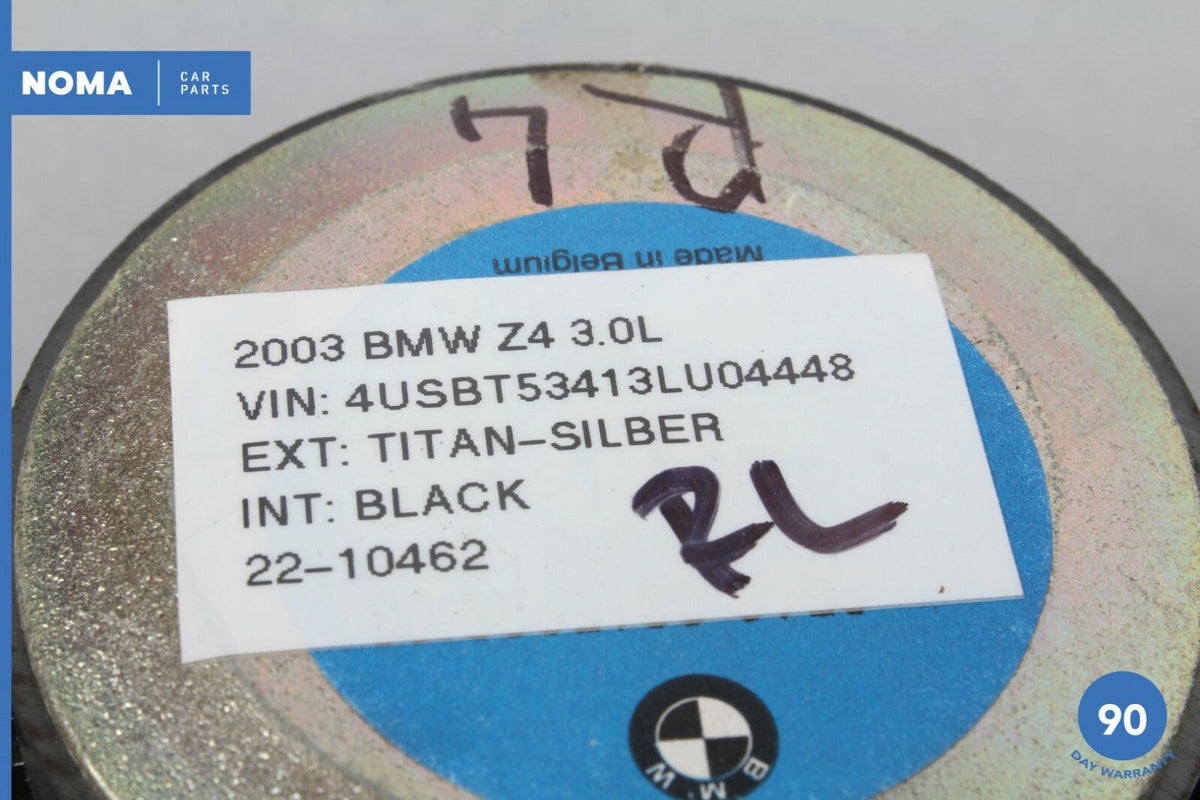 NOMA
CAR
PARTS
RL
Made in Belgium
2003 BMW Z4 3.0L
VIN: 4USBT53413LU04448
EXT: TITAN-SILBER
INT: BLACK
22-10462
RL
BMW
90
DAY WARRANTY